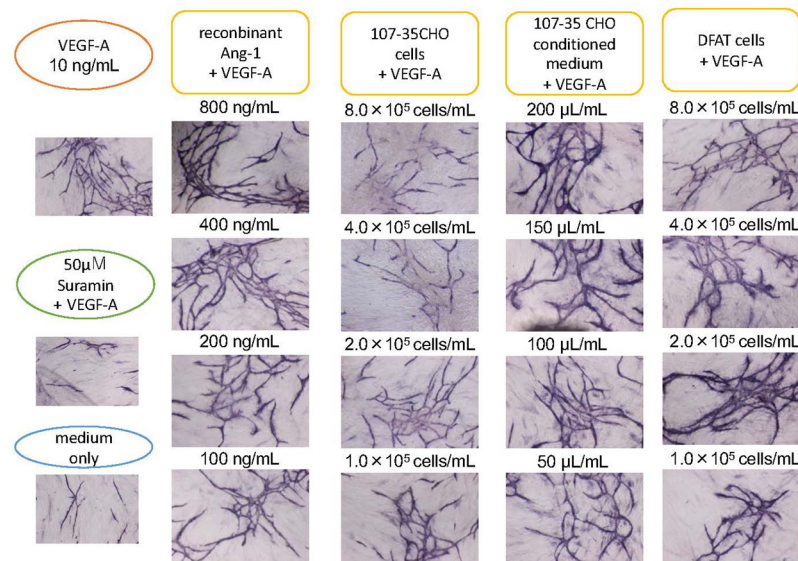 VEGF-A
10 ng/mL
recombinant
Ang-1
+ VEGF-A
107-35CHO
cells
+ VEGF-A
107-35 CHO
conditioned
medium
+ VEGF-A
DFAT cells
+ VEGF-A
800 ng/mL
8.0 × 10⁵ cells/mL
200 µL/mL
8.0 × 10⁵ cells/mL
400 ng/mL
4.0 × 10⁵ cells/mL
150 µL/mL
4.0 × 10⁵ cells/mL
50µM
Suramin
+ VEGF-A
200 ng/mL
2.0 × 10⁵ cells/mL
100 µL/mL
2.0 × 10⁵ cells/mL
medium
only
100 ng/mL
1.0 × 10⁵ cells/mL
50 µL/mL
1.0 × 10⁵ cells/mL